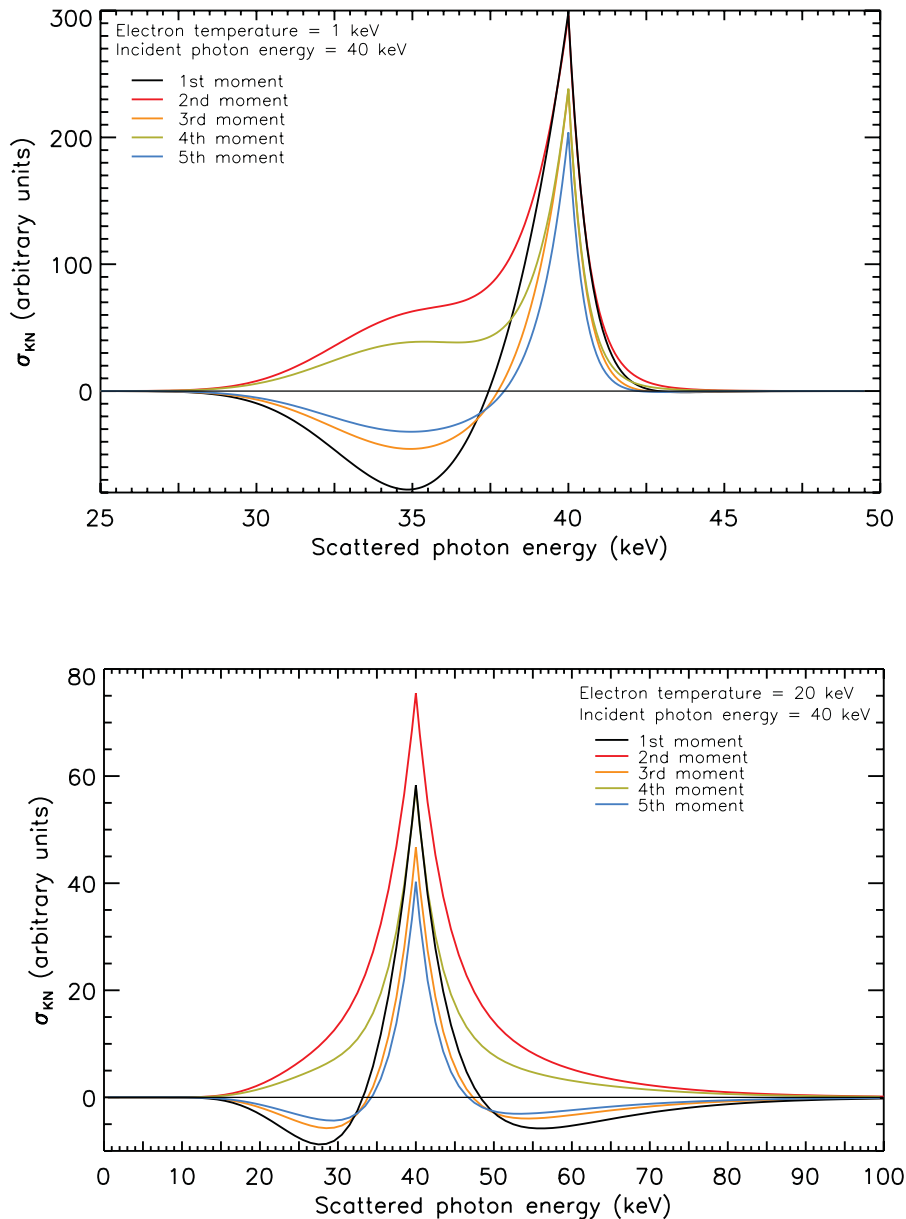 Electron temperature = 1 keV
Incident photon energy = 40 keV
1st moment
2nd moment
3rd moment
4th moment
5th moment
300
200
100
0
σKN (arbitrary units)
25 30 35 40 45 50
Scattered photon energy (keV)
Electron temperature = 20 keV
Incident photon energy = 40 keV
1st moment
2nd moment
3rd moment
4th moment
5th moment
80
60
40
20
0
σKN (arbitrary units)
0 10 20 30 40 50 60 70 80 90 100
Scattered photon energy (keV)